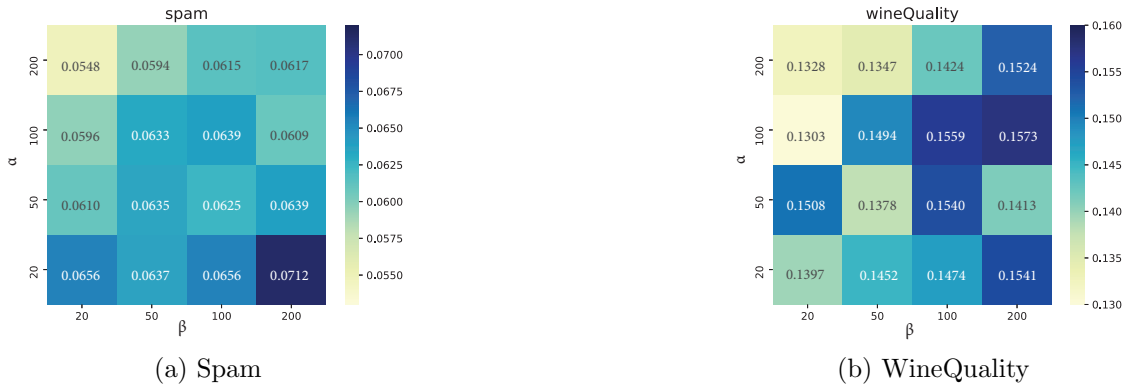 spam
200
0.0548 0.0594 0.0615 0.0617
100
0.0596 0.0633 0.0639 0.0609
α
50
0.0610 0.0635 0.0625 0.0639
20
0.0656 0.0637 0.0656 0.0712
20 50 100 200
β
0.0700
0.0675
0.0650
0.0625
0.0600
0.0575
0.0550
(a) Spam
wineQuality
200
0.1328 0.1347 0.1424 0.1524
100
0.1303 0.1494 0.1559 0.1573
α
50
0.1508 0.1378 0.1540 0.1413
20
0.1397 0.1452 0.1474 0.1541
20 50 100 200
β
0.160
0.155
0.150
0.145
0.140
0.135
0.130
(b) WineQuality